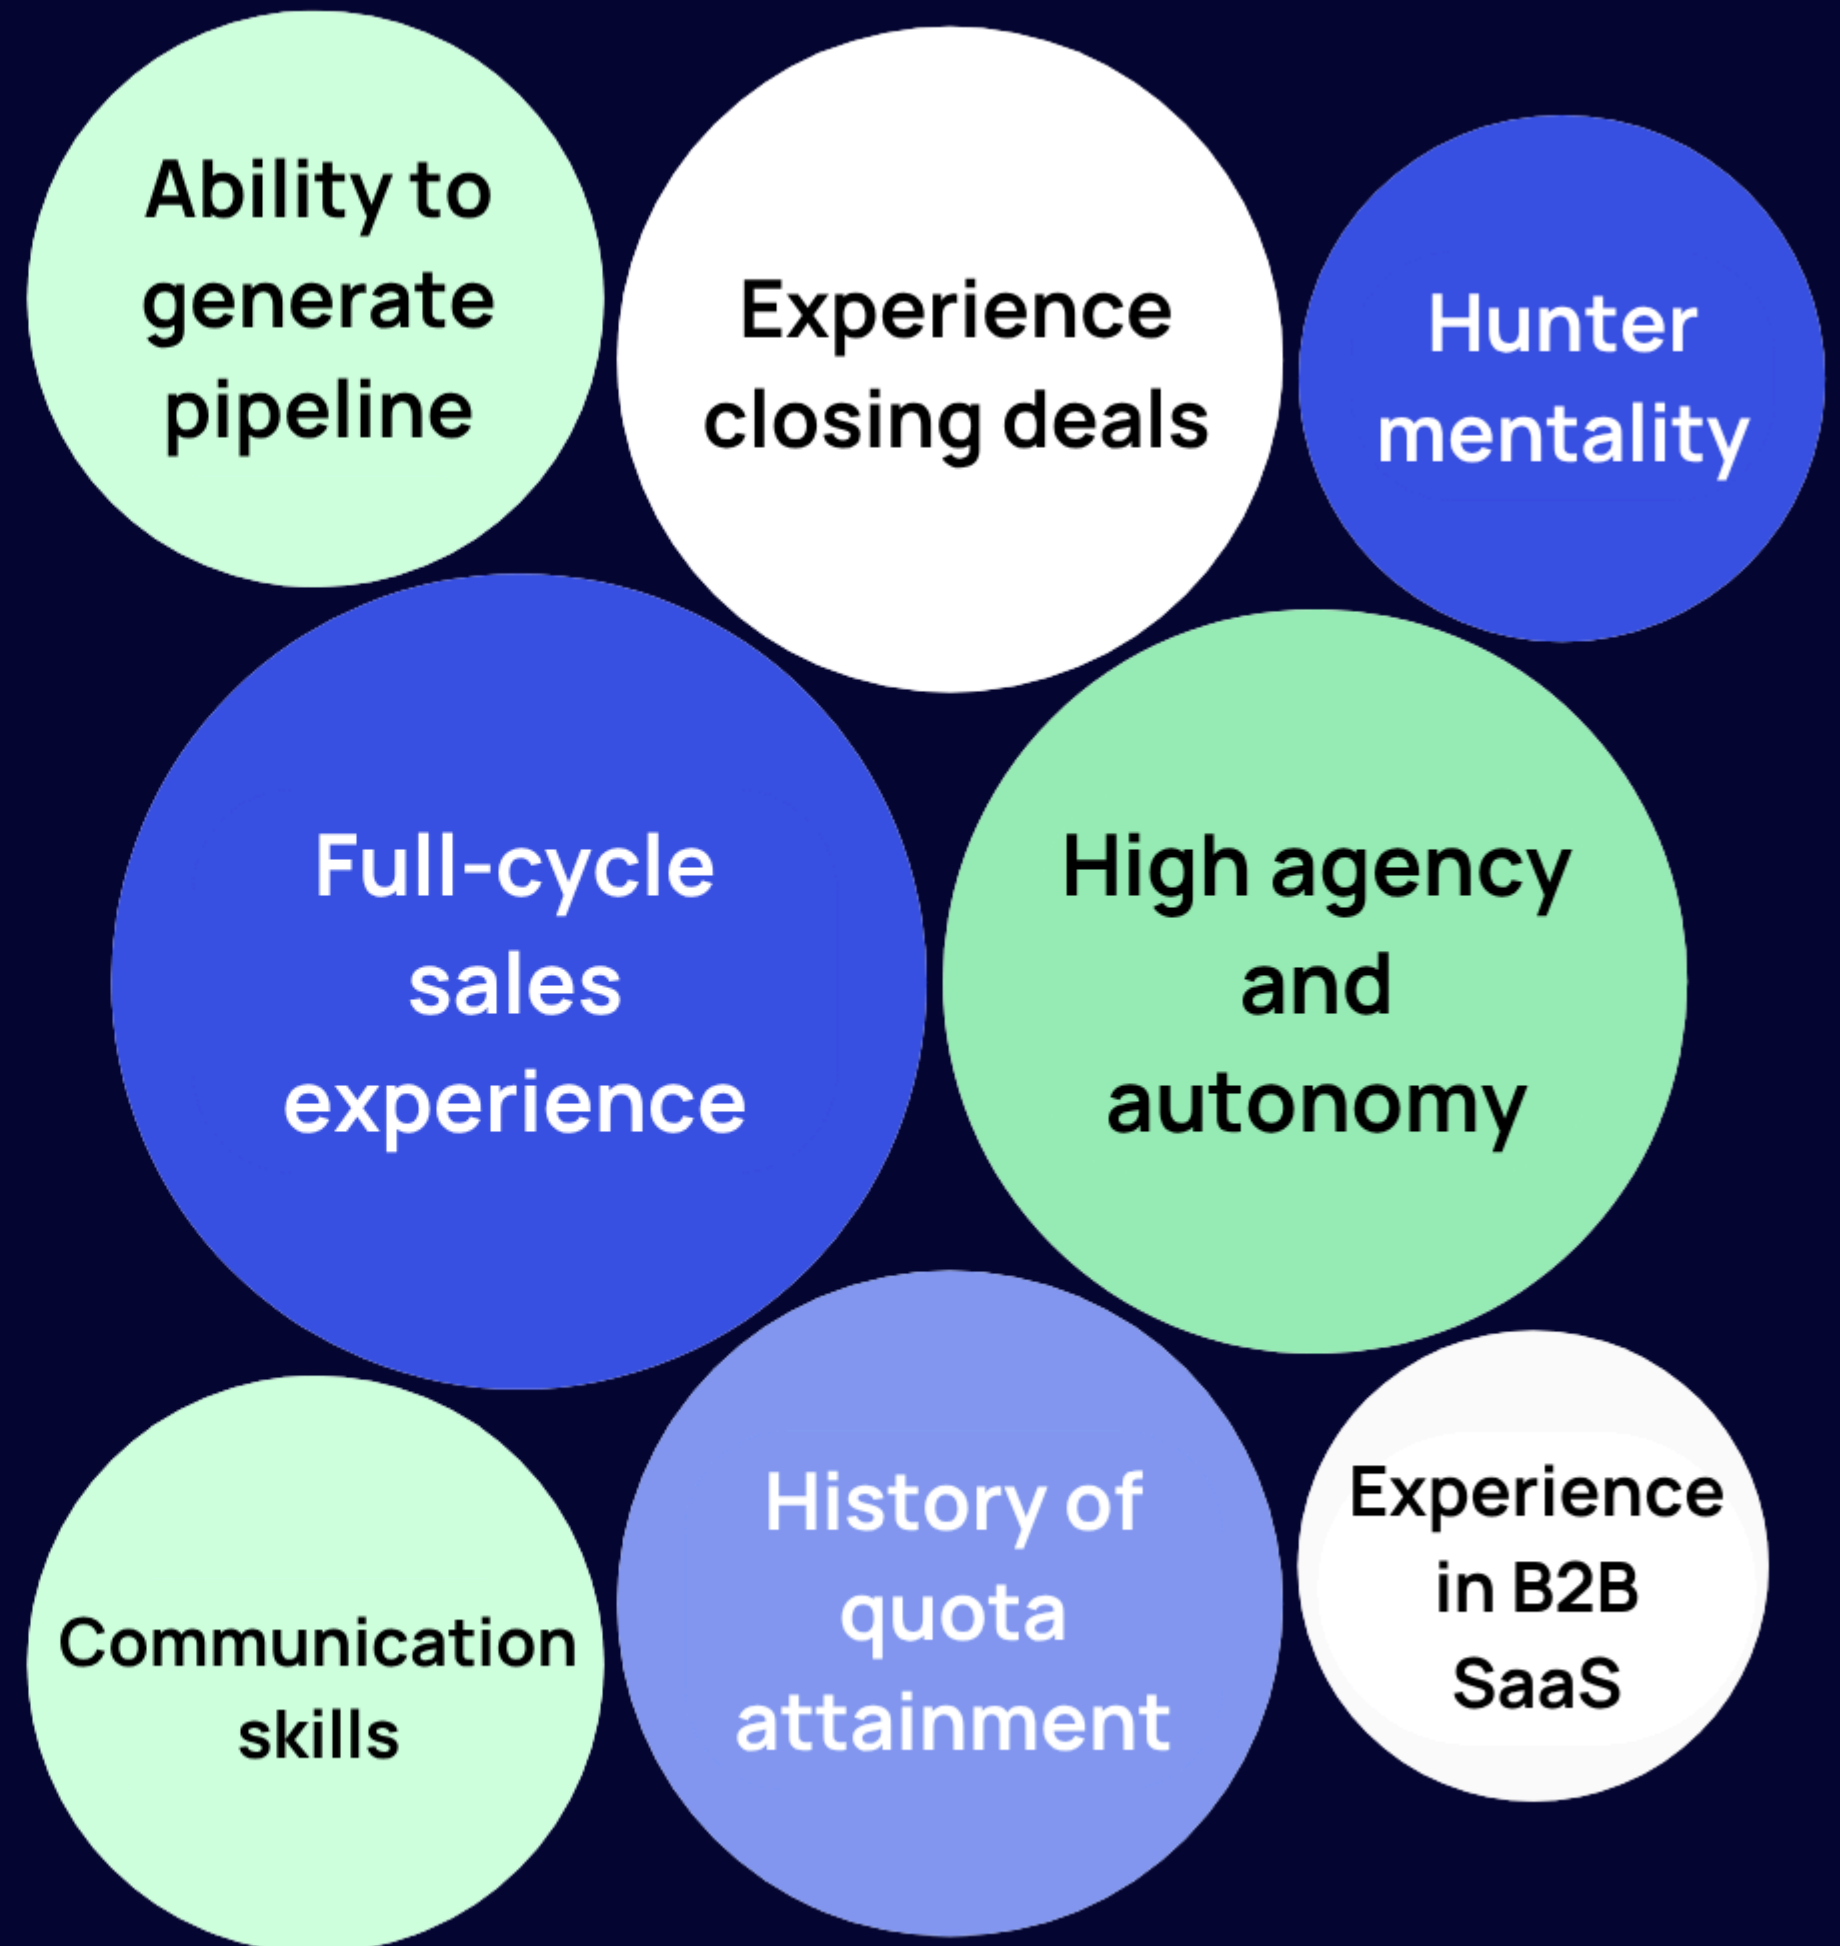 Ability to
generate
pipeline
Experience
closing deals
Hunter
mentality
Full-cycle
sales
experience
High agency
and
autonomy
Communication
skills
History of
quota
attainment
Experience
in B2B
SaaS